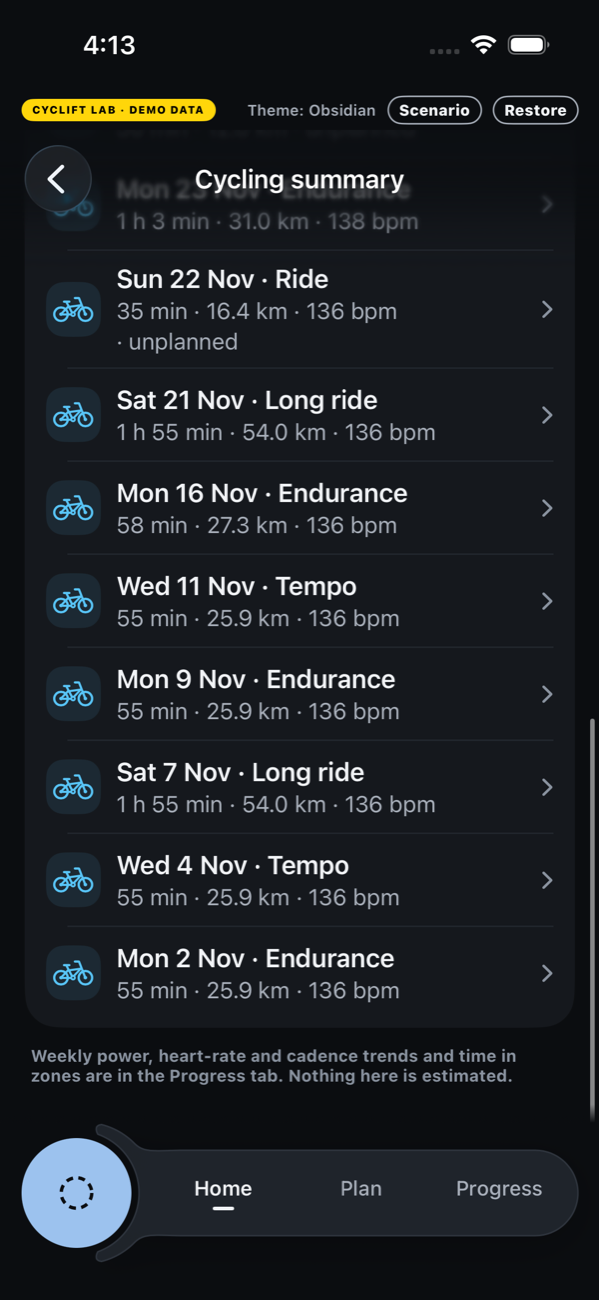 4:13
CYCLIFT LAB · DEMO DATA
Theme: Obsidian
Scenario
Restore
Cycling summary
Mon 23 Nov · Endurance
1 h 3 min · 31.0 km · 138 bpm
Sun 22 Nov · Ride
35 min · 16.4 km · 136 bpm
· unplanned
Sat 21 Nov · Long ride
1 h 55 min · 54.0 km · 136 bpm
Mon 16 Nov · Endurance
58 min · 27.3 km · 136 bpm
Wed 11 Nov · Tempo
55 min · 25.9 km · 136 bpm
Mon 9 Nov · Endurance
55 min · 25.9 km · 136 bpm
Sat 7 Nov · Long ride
1 h 55 min · 54.0 km · 136 bpm
Wed 4 Nov · Tempo
55 min · 25.9 km · 136 bpm
Mon 2 Nov · Endurance
55 min · 25.9 km · 136 bpm
Weekly power, heart-rate and cadence trends and time in
zones are in the Progress tab. Nothing here is estimated.
Home
Plan
Progress